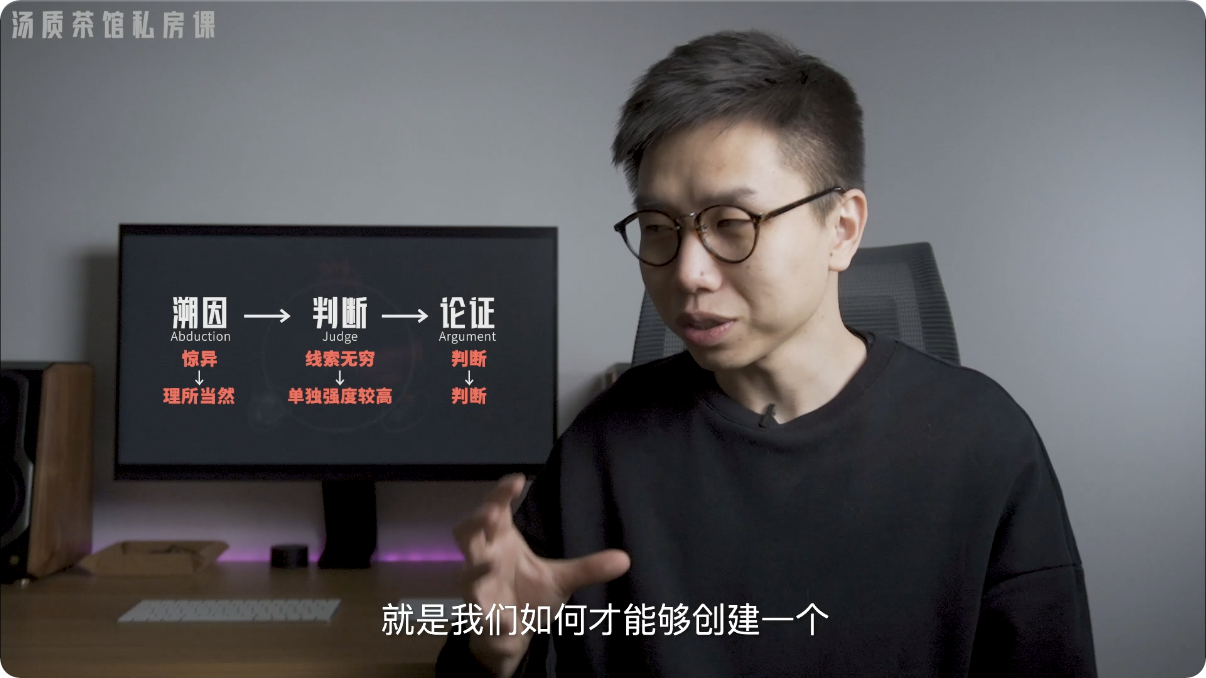 汤质茶馆私房课
溯因 → 判断 → 论证
Abduction Judge Argument
惊异 线索无穷 判断
↓ ↓ ↓
理所当然 单独强度较高 判断
就是我们如何才能够创建一个